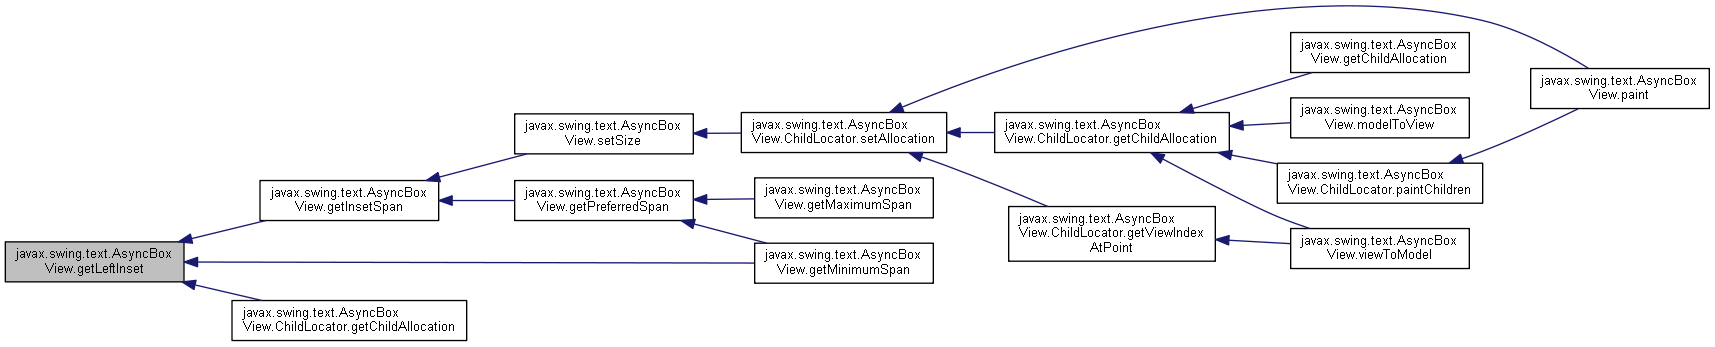 javax.swing.text.AsyncBox
View.getLeftInset
javax.swing.text.AsyncBox
View.getInsetSpan
javax.swing.text.AsyncBox
View.ChildLocator.getChildAllocation
javax.swing.text.AsyncBox
View.setSize
javax.swing.text.AsyncBox
View.getPreferredSpan
javax.swing.text.AsyncBox
View.ChildLocator.setAllocation
javax.swing.text.AsyncBox
View.getMaximumSpan
javax.swing.text.AsyncBox
View.getMinimumSpan
javax.swing.text.AsyncBox
View.ChildLocator.getChildAllocation
javax.swing.text.AsyncBox
View.ChildLocator.getViewIndex
AtPoint
javax.swing.text.AsyncBox
View.getChildAllocation
javax.swing.text.AsyncBox
View.modelToView
javax.swing.text.AsyncBox
View.ChildLocator.paintChildren
javax.swing.text.AsyncBox
View.viewToModel
javax.swing.text.AsyncBox
View.paint